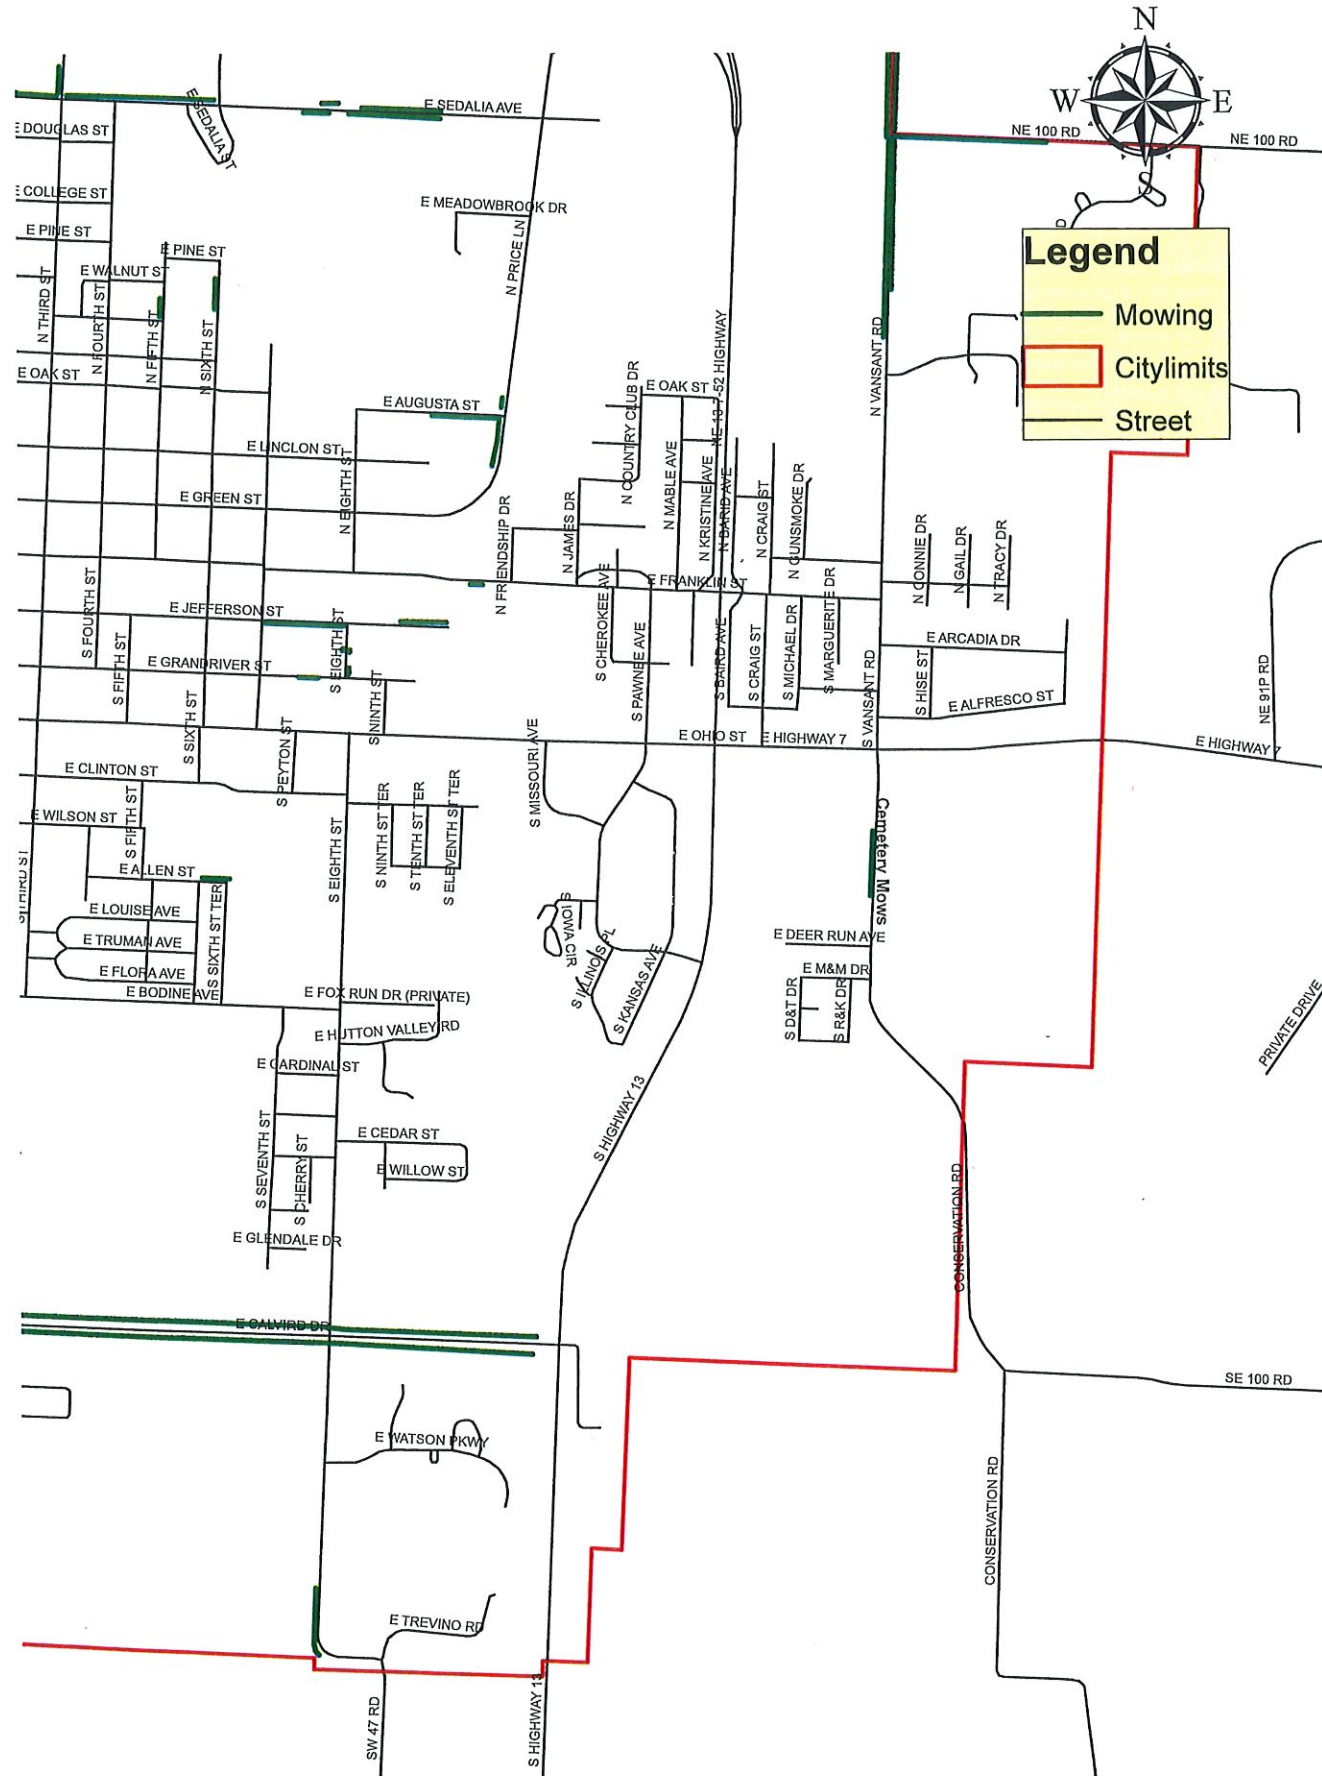 N
W
E
S
E SEDALIA AVE
E SEDALIA ST
NE 100 RD
NE 100 RD
E DOUGLAS ST
E COLLEGE ST
E MEADOWBROOK DR
E PINE ST
E PINE ST
E WALNUT ST
N PRICE LN
N THIRD ST
N FOURTH ST
N FIFTH ST
N SIXTH ST
Legend
Mowing
Citylimits
Street
N VANSANT RD
NE 13-7-52 HIGHWAY
E OAK ST
E OAK ST
E AUGUSTA ST
N COUNTRY CLUB DR
E LINCLON ST
E GREEN ST
N EIGHTH ST
N FRIENDSHIP DR
N JAMES DR
N MABLE AVE
N KRISTINE AVE
N BARID AVE
N CRAIG ST
N GUNSMOKE DR
N CONNIE DR
N GAIL DR
N TRACY DR
E FRANKLIN ST
S FOURTH ST
S FIFTH ST
E JEFFERSON ST
E GRANDRIVER ST
S EIGHTH ST
S NINTH ST
S SIXTH ST
S PEYTON ST
S CHEROKEE AVE
S PAWNEE AVE
S BAIRD AVE
S CRAIG ST
S MICHAEL DR
S MARGUERITE DR
S VANSANT RD
E ARCADIA DR
S HISE ST
E ALFRESCO ST
NE 91P RD
E OHIO ST
E HIGHWAY 7
E HIGHWAY 7
E CLINTON ST
E WILSON ST
S FIFTH ST
S MISSOURI AVE
S EIGHTH ST
S NINTH ST TER
S TENTH ST TER
S ELEVENTH ST TER
Cemetery Mows
E ALLEN ST
E LOUISE AVE
E TRUMAN AVE
E FLORA AVE
E BODINE AVE
S THIRD ST
S SIXTH ST TER
S IOWA CIR
S ILLINOIS PL
S KANSAS AVE
E DEER RUN AVE
E M&M DR
S D&T DR
S R&K DR
PRIVATE DRIVE
E FOX RUN DR (PRIVATE)
E HUTTON VALLEY RD
E CARDINAL ST
S HIGHWAY 13
E CEDAR ST
E WILLOW ST
S SEVENTH ST
S CHERRY ST
E GLENDALE DR
CONSERVATION RD
E CALVIRD DR
SE 100 RD
E WATSON PKWY
CONSERVATION RD
E TREVINO RD
SW 47 RD
S HIGHWAY 13